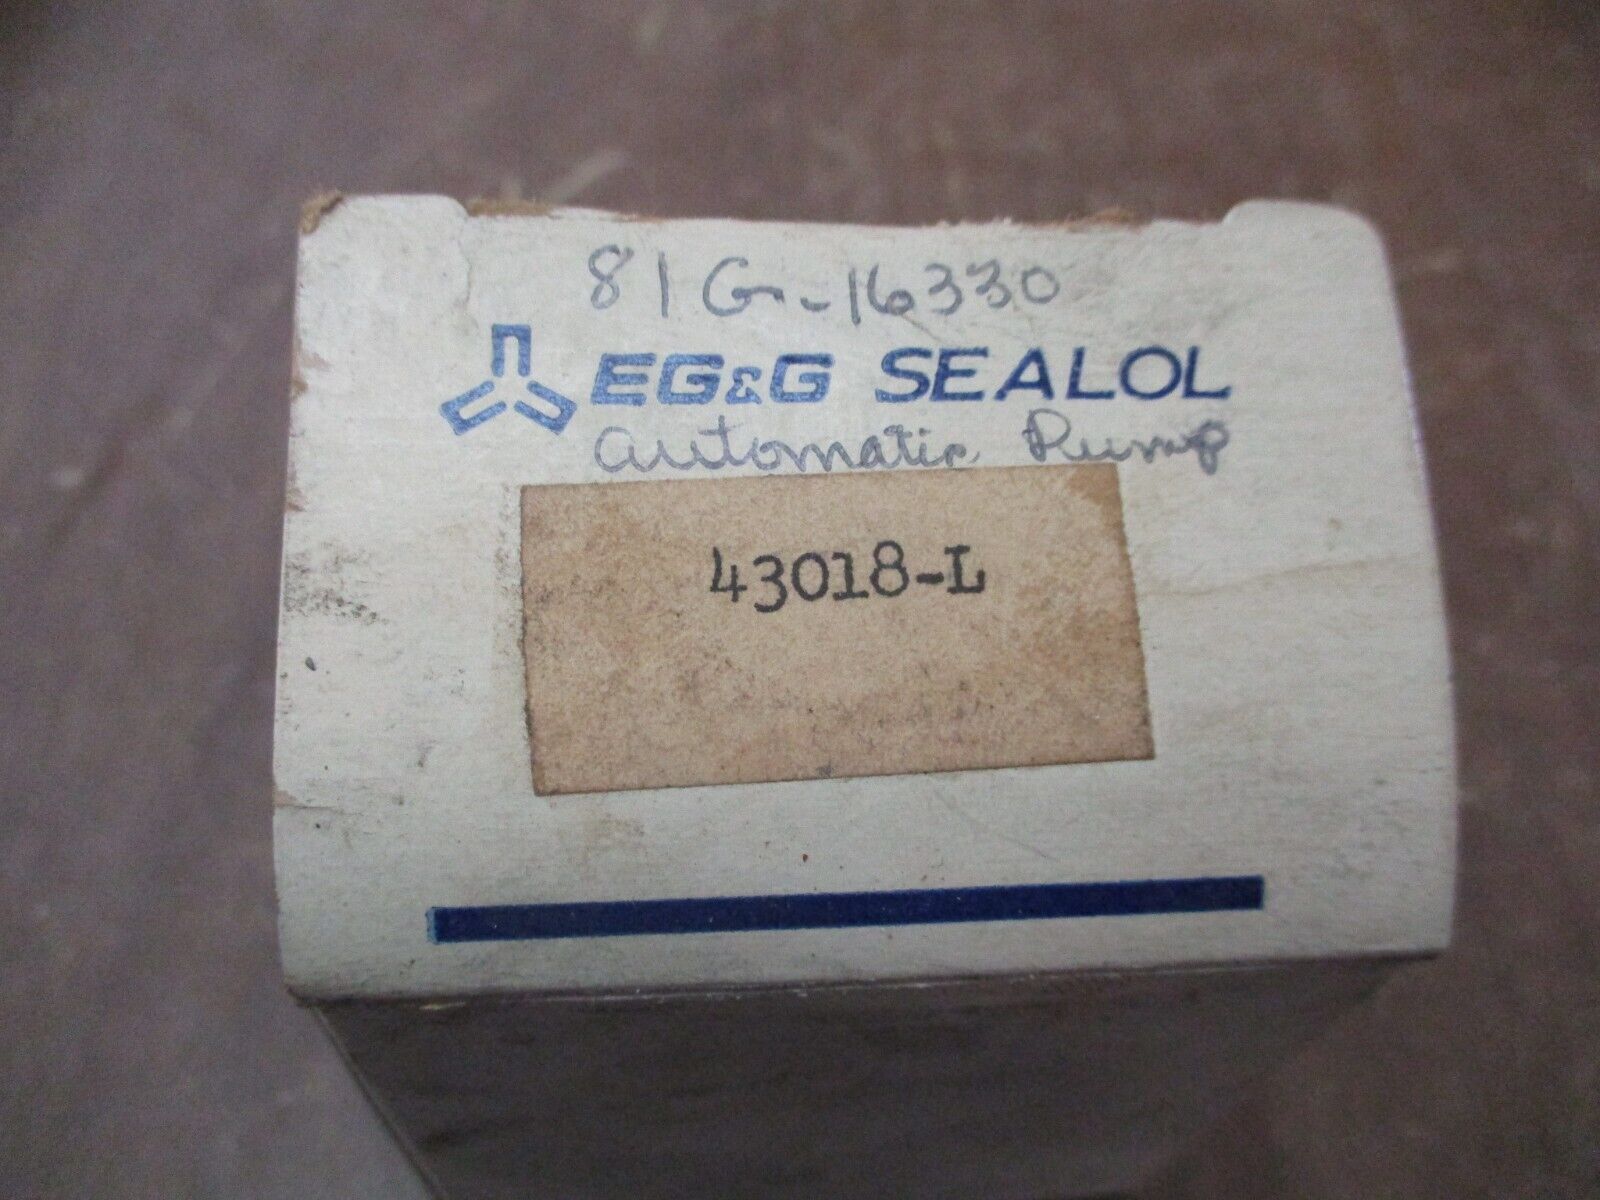 81G-16330
EG&G SEALOL
Automatic Pump
43018-L